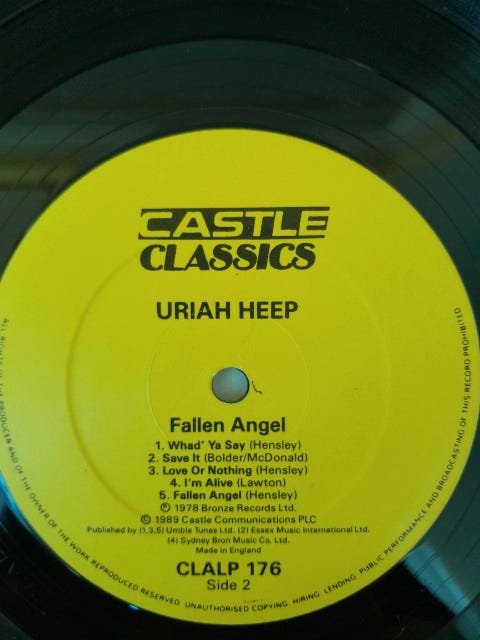 CASTLE
CLASSICS
URIAH HEEP
Fallen Angel
1. Whad' Ya Say (Hensley)
2. Save It (Bolder/McDonald)
3. Love Or Nothing (Hensley)
4. I'm Alive (Lawton)
5. Fallen Angel (Hensley)
℗ 1978 Bronze Records Ltd.
© 1989 Castle Communications PLC
Published by (1,3,5) Umble Tunes Ltd. (2) Essex Music International Ltd.
(4) Sydney Bron Music Co. Ltd.
Made in England
CLALP 176
Side 2
All RIGHTS OF THE PRODUCER AND OF THE OWNER OF THE WORK REPRODUCED RESERVED UNAUTHORISED COPYING, HIRING, LENDING, PUBLIC PERFORMANCE AND BROADCASTING OF THIS RECORD PROHIBITED